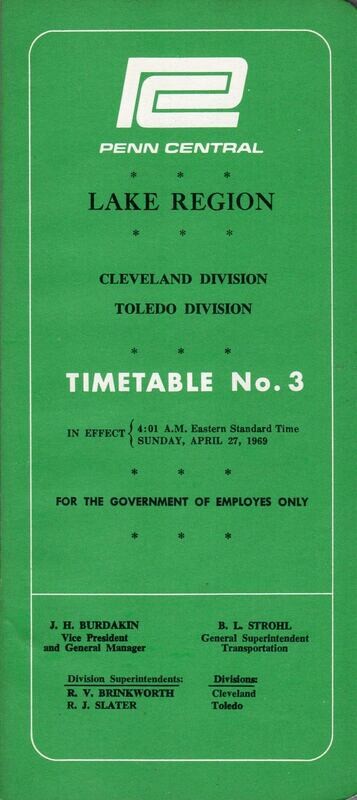 PC
PENN CENTRAL
* * *
LAKE REGION
* * *
CLEVELAND DIVISION
TOLEDO DIVISION
* * *
TIMETABLE No. 3
IN EFFECT { 4:01 A.M. Eastern Standard Time
SUNDAY, APRIL 27, 1969
* * *
FOR THE GOVERNMENT OF EMPLOYES ONLY
* * *
J. H. BURDAKIN
Vice President
and General Manager
B. L. STROHL
General Superintendent
Transportation
Division Superintendents:
R. V. BRINKWORTH
R. J. SLATER
Divisions:
Cleveland
Toledo